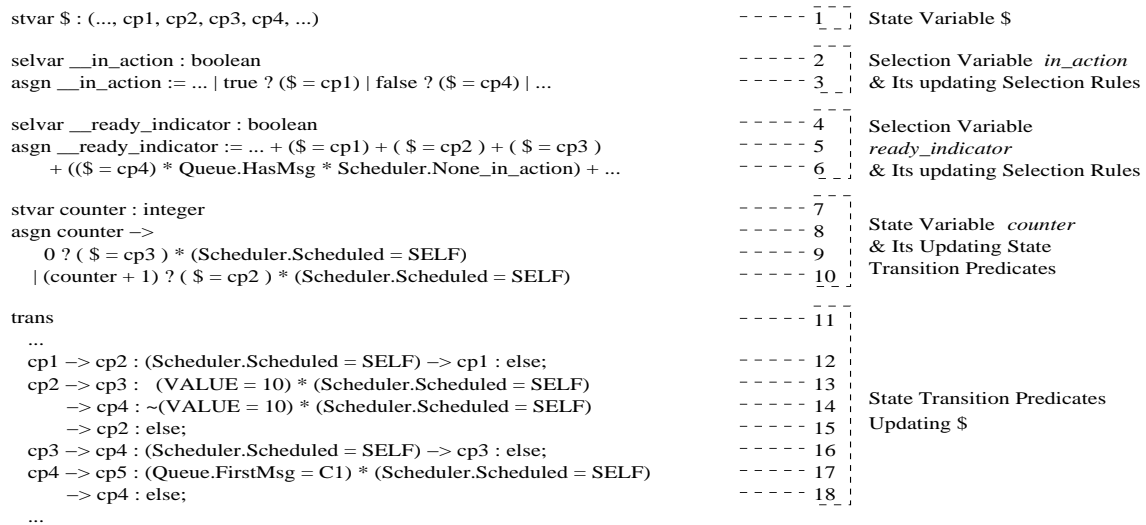 stvar $ : (..., cp1, cp2, cp3, cp4, ...) 1 State Variable $
selvar __in_action : boolean 2 Selection Variable in_action
asgn __in_action := ... | true ? ($ = cp1) | false ? ($ = cp4) | ... 3 & Its updating Selection Rules
selvar __ready_indicator : boolean 4 Selection Variable
asgn __ready_indicator := ... + ($ = cp1) + ( $ = cp2 ) + ( $ = cp3 ) 5 ready_indicator
+ (($ = cp4) * Queue.HasMsg * Scheduler.None_in_action) + ... 6 & Its updating Selection Rules
stvar counter : integer 7
asgn counter –> 8 State Variable counter
0 ? ( $ = cp3 ) * (Scheduler.Scheduled = SELF) 9 & Its Updating State
| (counter + 1) ? ( $ = cp2 ) * (Scheduler.Scheduled = SELF) 10 Transition Predicates
trans 11
...
cp1 –> cp2 : (Scheduler.Scheduled = SELF) –> cp1 : else; 12
cp2 –> cp3 : (VALUE = 10) * (Scheduler.Scheduled = SELF) 13
–> cp4 : ~(VALUE = 10) * (Scheduler.Scheduled = SELF) 14 State Transition Predicates
–> cp2 : else; 15 Updating $
cp3 –> cp4 : (Scheduler.Scheduled = SELF) –> cp3 : else; 16
cp4 –> cp5 : (Queue.FirstMsg = C1) * (Scheduler.Scheduled = SELF) 17
–> cp4 : else; 18
...